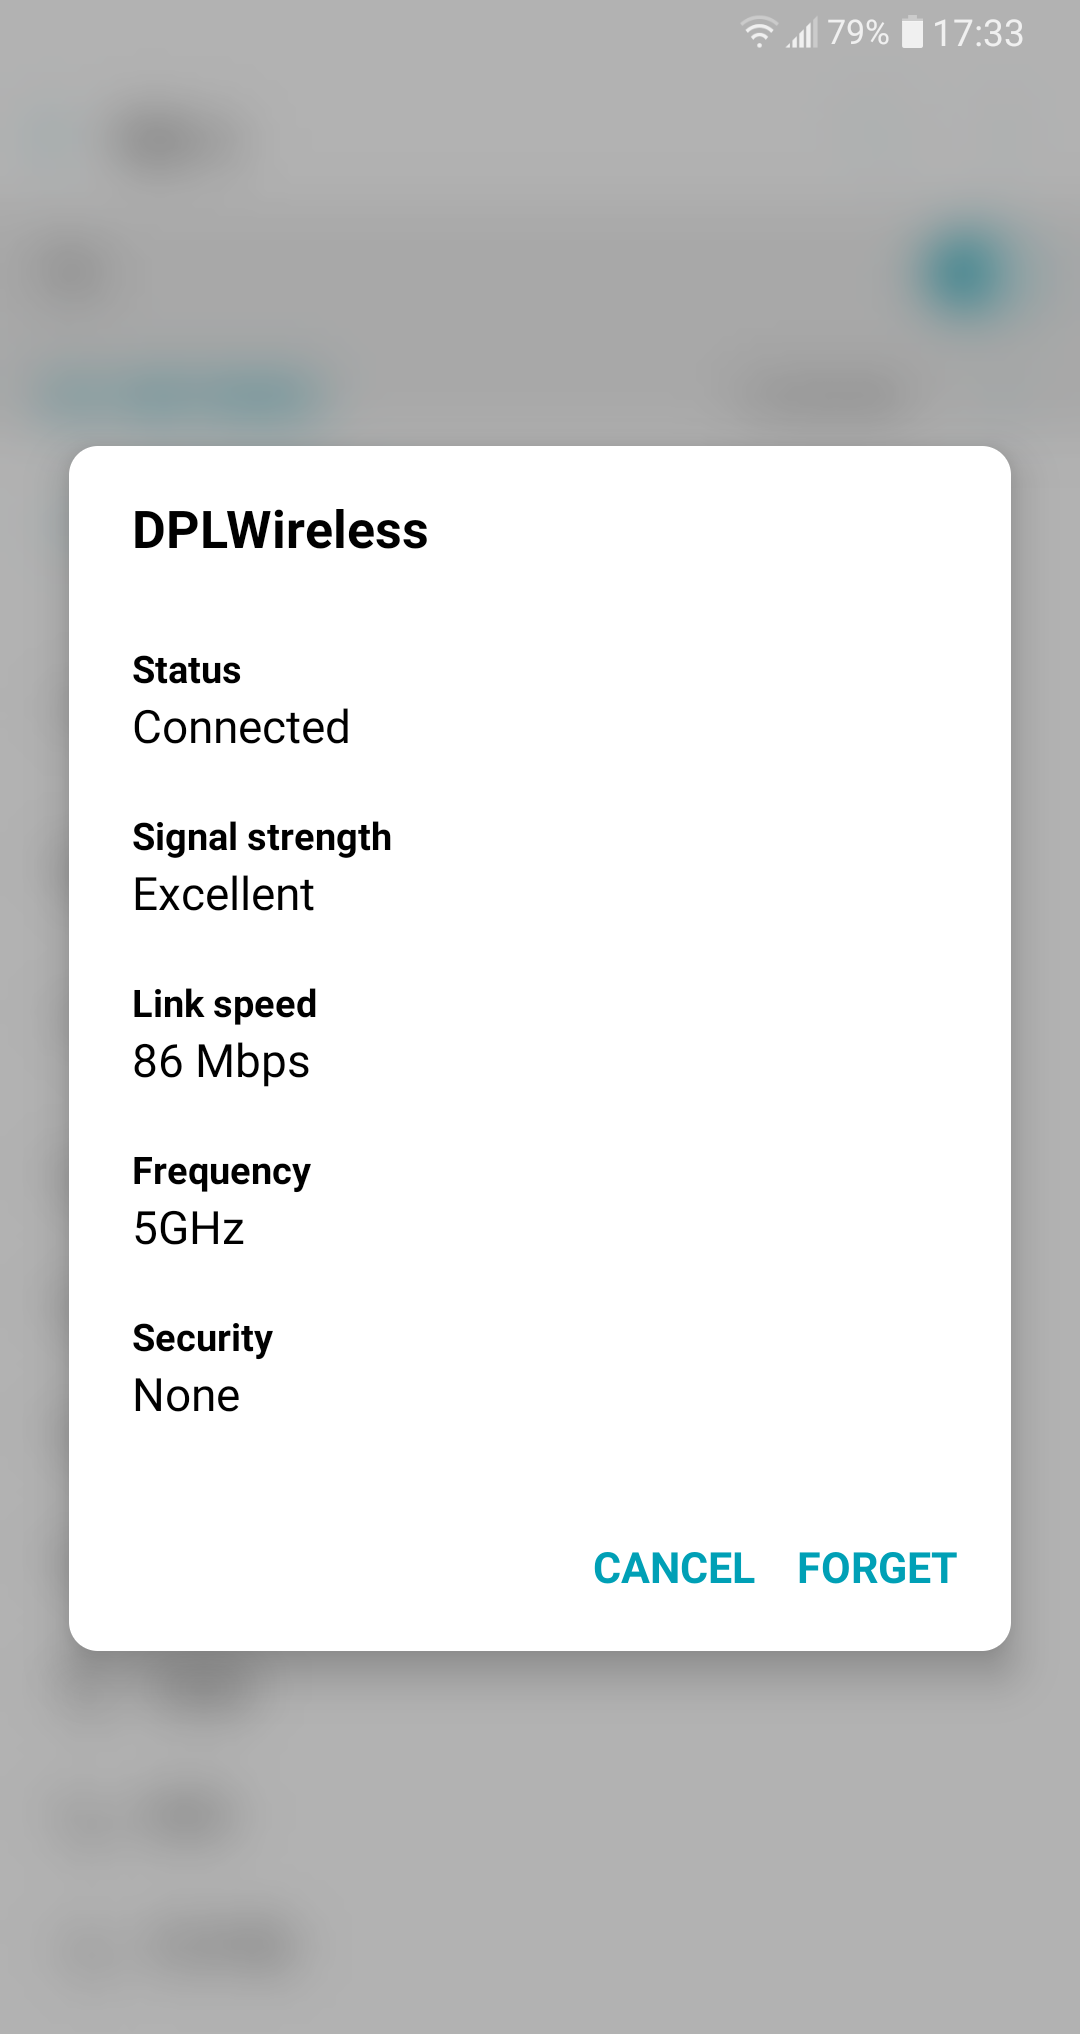 79% 17:33
DPLWireless
Status
Connected
Signal strength
Excellent
Link speed
86 Mbps
Frequency
5GHz
Security
None
CANCEL FORGET